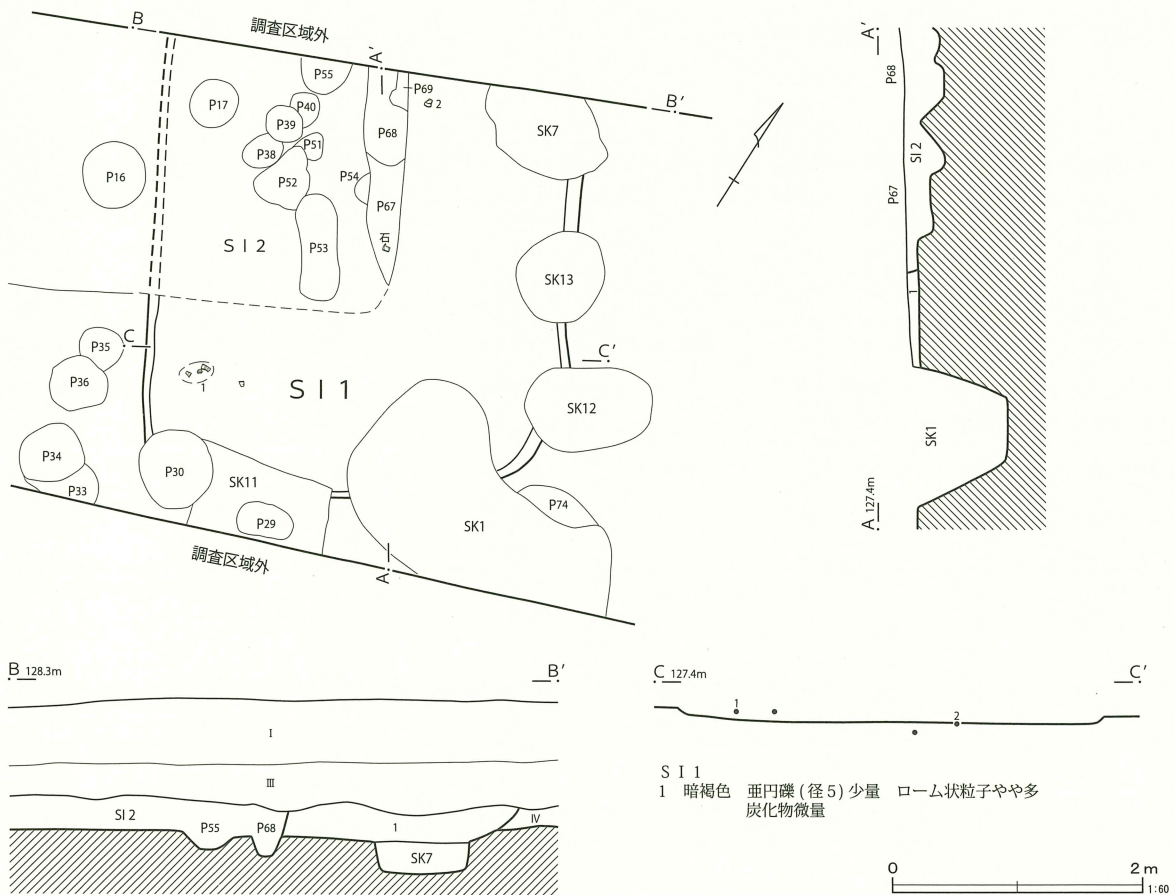 B
調査区域外
A'
B'
P55
P69
2
P17
P40
P39
P68
SK7
P38
P51
P16
P52
P54
P67
石
SI2
P53
SK13
C
C'
P35
P36
1
SI1
SK12
P34
P33
P30
SK11
P29
SK1
P74
調査区域外
A
A'
P68
SI 2
P67
1
SK1
A 127.4m
B 128.3m
B'
I
III
SI 2
P55
P68
1
IV
SK7
C 127.4m
C'
1
2
SI1
1 暗褐色 亜円礫(径5)少量 ローム状粒子やや多
炭化物微量
0
2 m
1:60